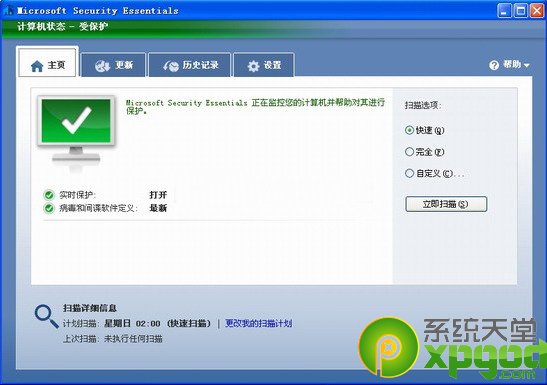 Microsoft Security Essentials
计算机状态 - 受保护
主页
更新
历史记录
设置
帮助
Microsoft Security Essentials 正在监控您的计算机并帮助对其进行
保护。
实时保护: 打开
病毒和间谍软件定义: 最新
扫描选项:
快速(Q)
完全(F)
自定义(C)...
立即扫描(S)
扫描详细信息
计划扫描: 星期日 02:00 (快速扫描) | 更改我的扫描计划
上次扫描: 未执行任何扫描
系统天堂
xpgod
.com